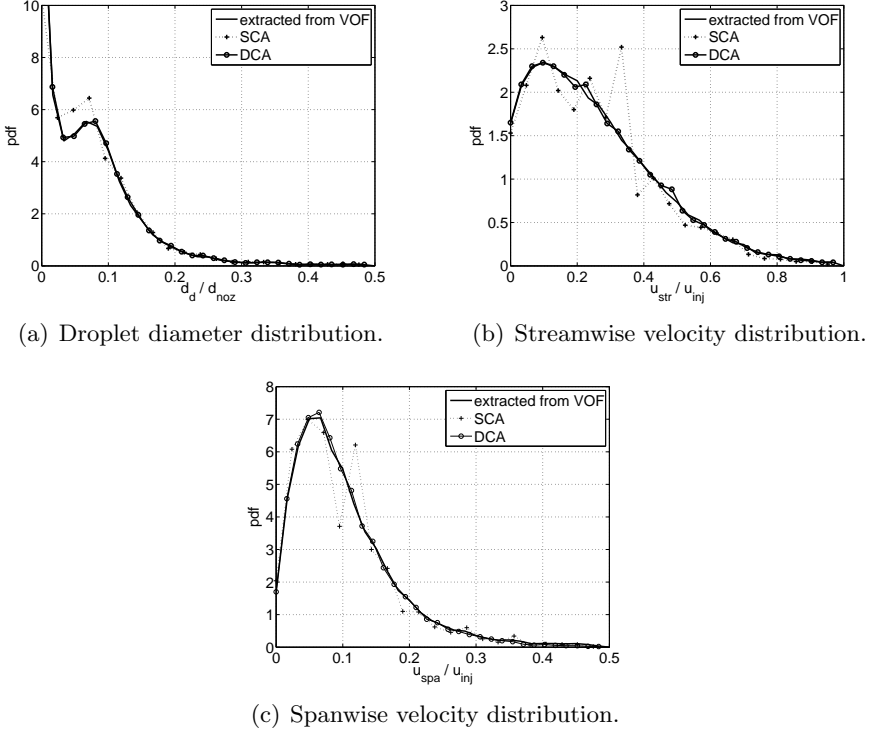 10
8
6
4
2
0
pdf
0
0.1
0.2
0.3
0.4
0.5
d_d / d_noz
extracted from VOF
SCA
DCA
(a) Droplet diameter distribution.
3
2.5
2
1.5
1
0.5
0
pdf
0
0.2
0.4
0.6
0.8
1
u_str / u_inj
extracted from VOF
SCA
DCA
(b) Streamwise velocity distribution.
8
7
6
5
4
3
2
1
0
pdf
0
0.1
0.2
0.3
0.4
0.5
u_spa / u_inj
extracted from VOF
SCA
DCA
(c) Spanwise velocity distribution.